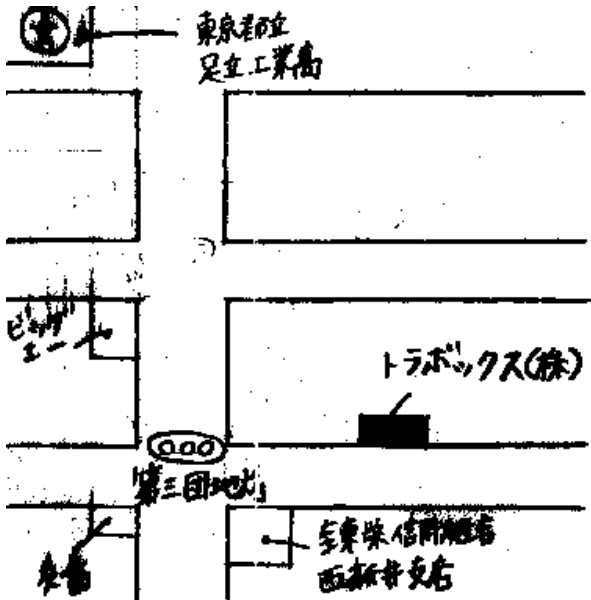 東京都立
足立工業高
ビッグ
エー
トラボックス(株)
「第三団地」
西新井支店